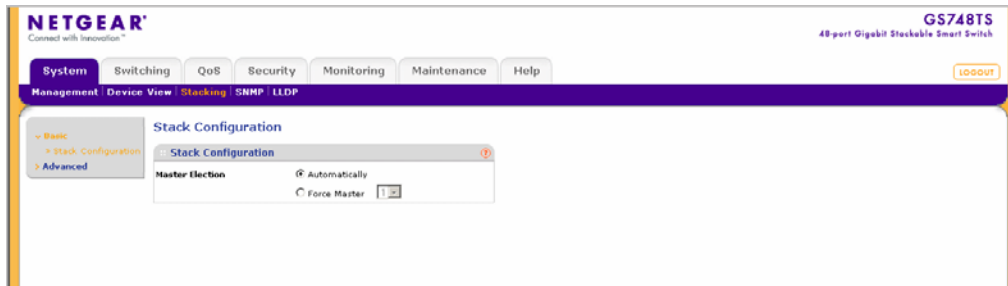 NETGEAR®
Connect with Innovation™
GS748TS
48-port Gigabit Stackable Smart Switch
System Switching QoS Security Monitoring Maintenance Help
LOGOUT
Management Device View Stacking SNMP LLDP
Basic
Stack Configuration
Advanced
Stack Configuration
Stack Configuration ?
Master Election Automatically
Force Master 1